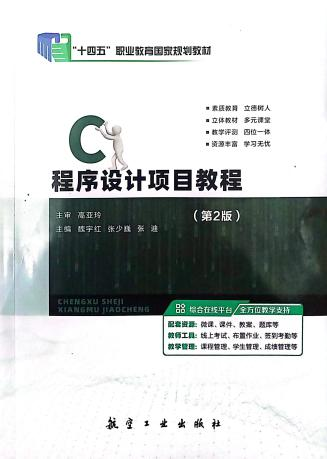 “十四五”职业教育国家规划教材
素质教育 立德树人
立体教材 多元课堂
教学评测 四位一体
资源丰富 学习无忧
C
程序设计项目教程
（第2版）
主审 高亚玲
主编 魏宇红 张少巍 张迪
CHENGXU SHEJI
XIANGMU JIAOCHENG
综合在线平台 全方位教学支持
配套资源：微课、课件、教案、题库等
教师工具：线上考试、布置作业、签到考勤等
教学管理：课程管理、学生管理、成绩管理等
航空工业出版社